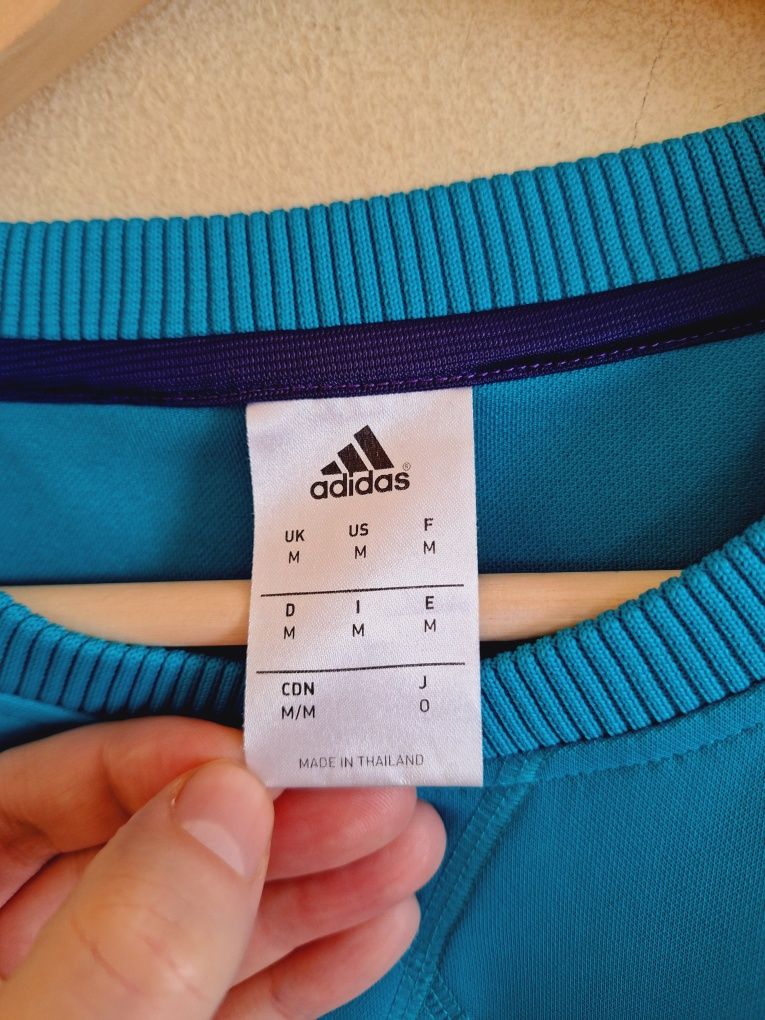 adidas®
UK US F
M M M
D I E
M M M
CDN J
M/M O
MADE IN THAILAND